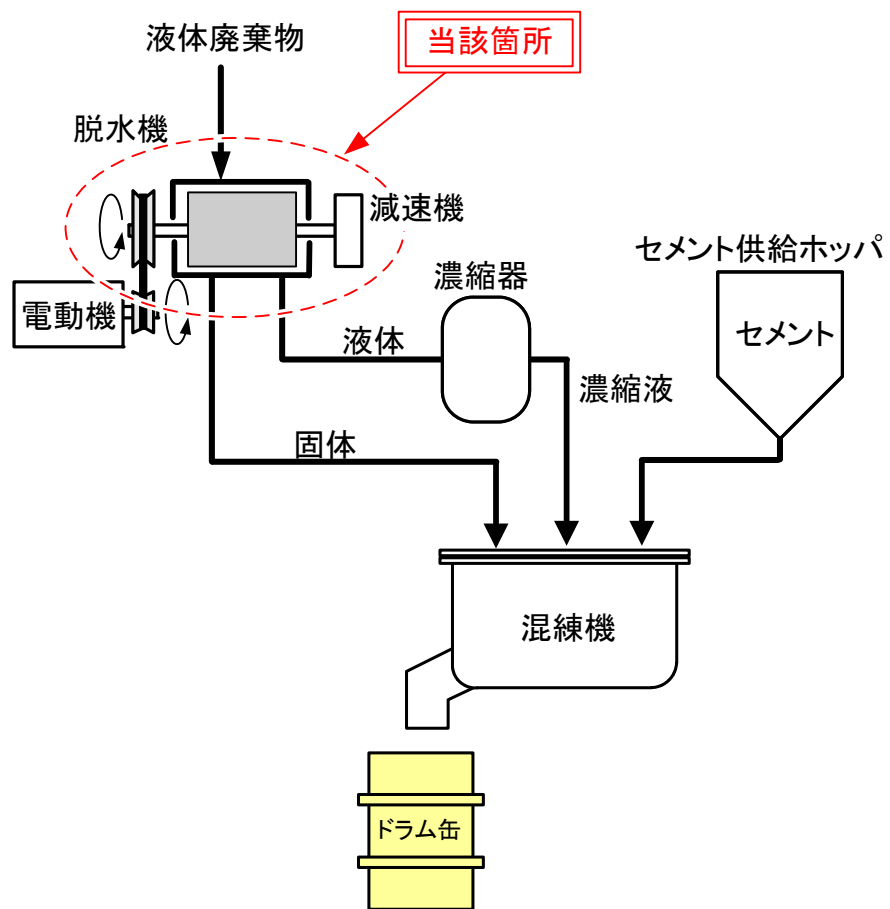 液体廃棄物
当該箇所
脱水機
減速機
セメント供給ホッパ
濃縮器
電動機
セメント
液体
濃縮液
固体
混練機
ドラム缶